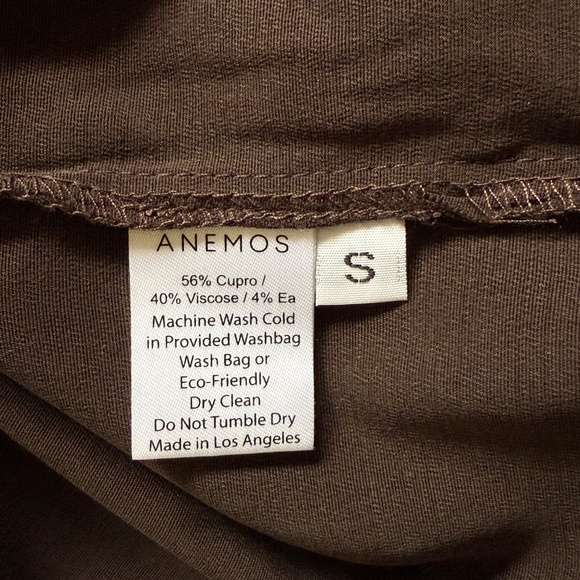 ANEMOS
S
56% Cupro /
40% Viscose / 4% Ea
Machine Wash Cold
in Provided Washbag
Wash Bag or
Eco-Friendly
Dry Clean
Do Not Tumble Dry
Made in Los Angeles